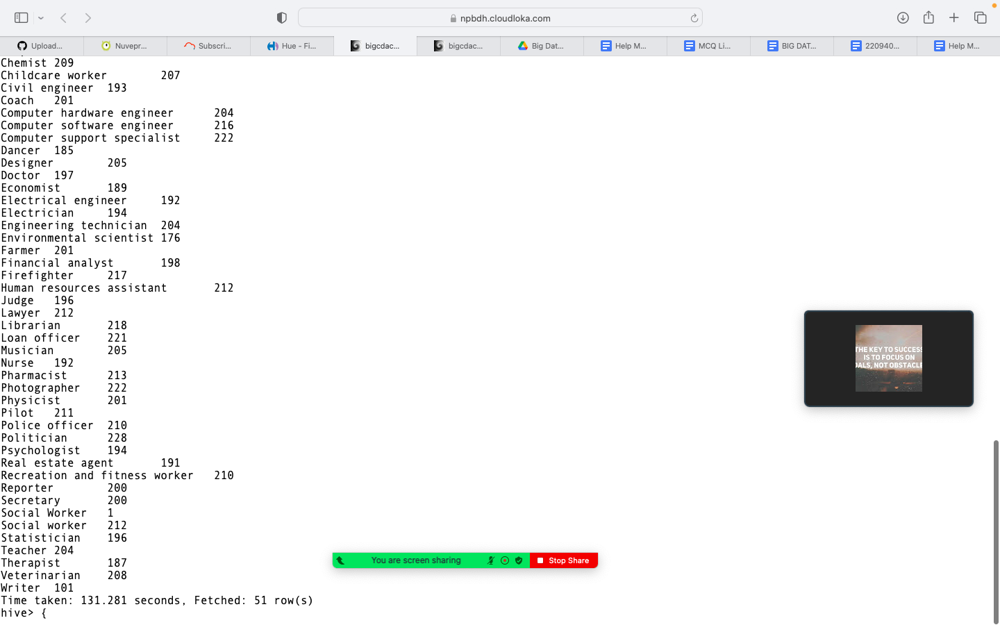 npbdh.cloudloka.com
Upload...
Nuvepr...
Subscri...
Hue - Fi...
bigcdac...
bigcdac...
Big Dat...
Help M...
MCQ Li...
BIG DAT...
220940...
Help M...
Chemist 209
Childcare worker 207
Civil engineer 193
Coach 201
Computer hardware engineer 204
Computer software engineer 216
Computer support specialist 222
Dancer 185
Designer 205
Doctor 197
Economist 189
Electrical engineer 192
Electrician 194
Engineering technician 204
Environmental scientist 176
Farmer 201
Financial analyst 198
Firefighter 217
Human resources assistant 212
Judge 196
Lawyer 212
Librarian 218
Loan officer 221
Musician 205
Nurse 192
Pharmacist 213
Photographer 222
Physicist 201
Pilot 211
Police officer 210
Politician 228
Psychologist 194
Real estate agent 191
Recreation and fitness worker 210
Reporter 200
Secretary 200
Social Worker 1
Social worker 212
Statistician 196
Teacher 204
Therapist 187
Veterinarian 208
Writer 101
Time taken: 131.281 seconds, Fetched: 51 row(s)
hive> {
THE KEY TO SUCCESS
IS TO FOCUS ON
OALS, NOT OBSTACLE
You are screen sharing
Stop Share